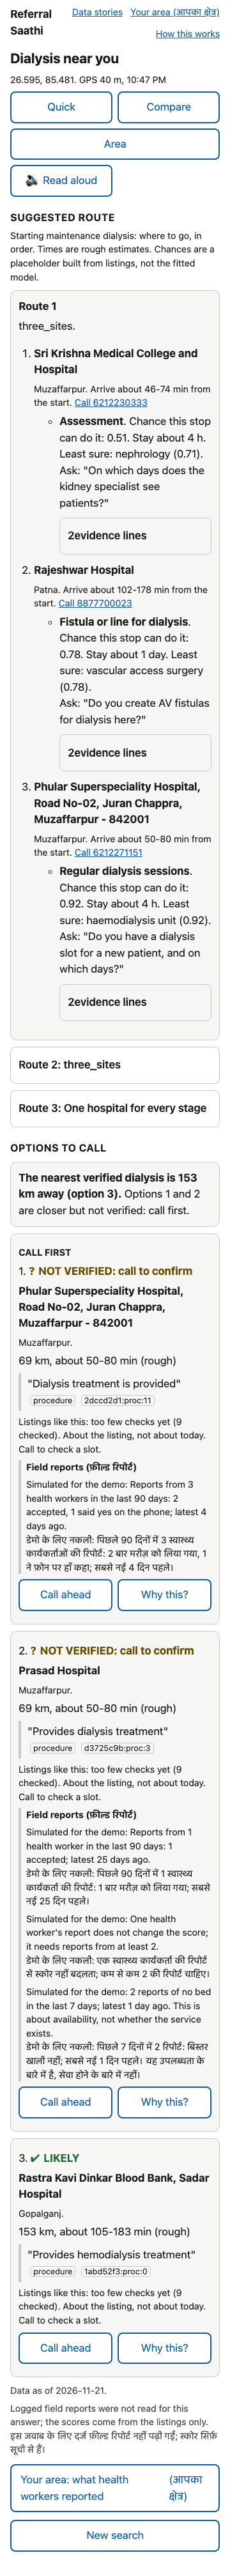 Referral Saathi
Data stories
Your area (आपका क्षेत्र)
How this works
Dialysis near you
26.595, 85.481. GPS 40 m, 10:47 PM
Quick
Compare
Area
Read aloud
SUGGESTED ROUTE
Starting maintenance dialysis: where to go, in
order. Times are rough estimates. Chances are a
placeholder built from listings, not the fitted
model.
Route 1
three_sites.
1. Sri Krishna Medical College and
Hospital
Muzaffarpur. Arrive about 46-74 min from
the start. Call 6212230333
Assessment. Chance this stop
can do it: 0.51. Stay about 4 h.
Least sure: nephrology (0.71).
Ask: "On which days does the
kidney specialist see
patients?"
2evidence lines
2. Rajeshwar Hospital
Patna. Arrive about 102-178 min from the
start. Call 8877700023
Fistula or line for dialysis.
Chance this stop can do it:
0.78. Stay about 1 day. Least
sure: vascular access surgery
(0.78).
Ask: "Do you create AV fistulas
for dialysis here?"
2evidence lines
3. Phular Superspeciality Hospital,
Road No-02, Juran Chappra,
Muzaffarpur - 842001
Muzaffarpur. Arrive about 50-80 min from
the start. Call 6212271151
Regular dialysis sessions.
Chance this stop can do it:
0.92. Stay about 4 h. Least
sure: haemodialysis unit (0.92).
Ask: "Do you have a dialysis
slot for a new patient, and on
which days?"
2evidence lines
Route 2: three_sites
Route 3: One hospital for every stage
OPTIONS TO CALL
The nearest verified dialysis is 153
km away (option 3). Options 1 and 2
are closer but not verified: call first.
CALL FIRST
1. ? NOT VERIFIED: call to confirm
Phular Superspeciality Hospital,
Road No-02, Juran Chappra,
Muzaffarpur - 842001
Muzaffarpur.
69 km, about 50-80 min (rough)
"Dialysis treatment is provided"
procedure 2dccd2d1:proc:11
Listings like this: too few checks yet (9
checked). About the listing, not about today.
Call to check a slot.
Field reports (फ़ील्ड रिपोर्ट)
Simulated for the demo: Reports from 3
health workers in the last 90 days: 2
accepted, 1 said yes on the phone; latest 4
days ago.
डेमो के लिए नकली: पिछले 90 दिनों में 3 स्वास्थ्य
कार्यकर्ताओं की रिपोर्ट: 2 बार मरीज़ को लिया गया, 1
ने फ़ोन पर हाँ कहा; सबसे नई 4 दिन पहले।
Call ahead
Why this?
2. ? NOT VERIFIED: call to confirm
Prasad Hospital
Muzaffarpur.
69 km, about 50-80 min (rough)
"Provides dialysis treatment"
procedure d3725c9b:proc:3
Listings like this: too few checks yet (9
checked). About the listing, not about today.
Call to check a slot.
Field reports (फ़ील्ड रिपोर्ट)
Simulated for the demo: Reports from 1
health worker in the last 90 days: 1
accepted; latest 25 days ago.
डेमो के लिए नकली: पिछले 90 दिनों में 1 स्वास्थ्य
कार्यकर्ता की रिपोर्ट: 1 बार मरीज़ को लिया गया; सबसे
नई 25 दिन पहले।
Simulated for the demo: One health
worker's report does not change the score;
it needs reports from at least 2.
डेमो के लिए नकली: एक स्वास्थ्य कार्यकर्ता की रिपोर्ट
से स्कोर नहीं बदलता; कम से कम 2 की रिपोर्ट चाहिए।
Simulated for the demo: 2 reports of no bed
in the last 7 days; latest 1 day ago. This is
about availability, not whether the service
exists.
डेमो के लिए नकली: पिछले 7 दिनों में 2 रिपोर्ट: बिस्तर
खाली नहीं; सबसे नई 1 दिन पहले। यह उपलब्धता के
बारे में है, सेवा होने के बारे में नहीं।
Call ahead
Why this?
3. ✔ LIKELY
Rastra Kavi Dinkar Blood Bank, Sadar
Hospital
Gopalganj.
153 km, about 105-183 min (rough)
"Provides hemodialysis treatment"
procedure 1abd52f3:proc:0
Listings like this: too few checks yet (9
checked). About the listing, not about today.
Call to check a slot.
Call ahead
Why this?
Data as of 2026-11-21.
Logged field reports were not read for this
answer; the scores come from the listings only.
इस जवाब के लिए दर्ज फ़ील्ड रिपोर्ट नहीं पढ़ी गईं; स्कोर सिर्फ़
सूची से हैं।
Your area: what health workers reported
(आपका क्षेत्र)
New search